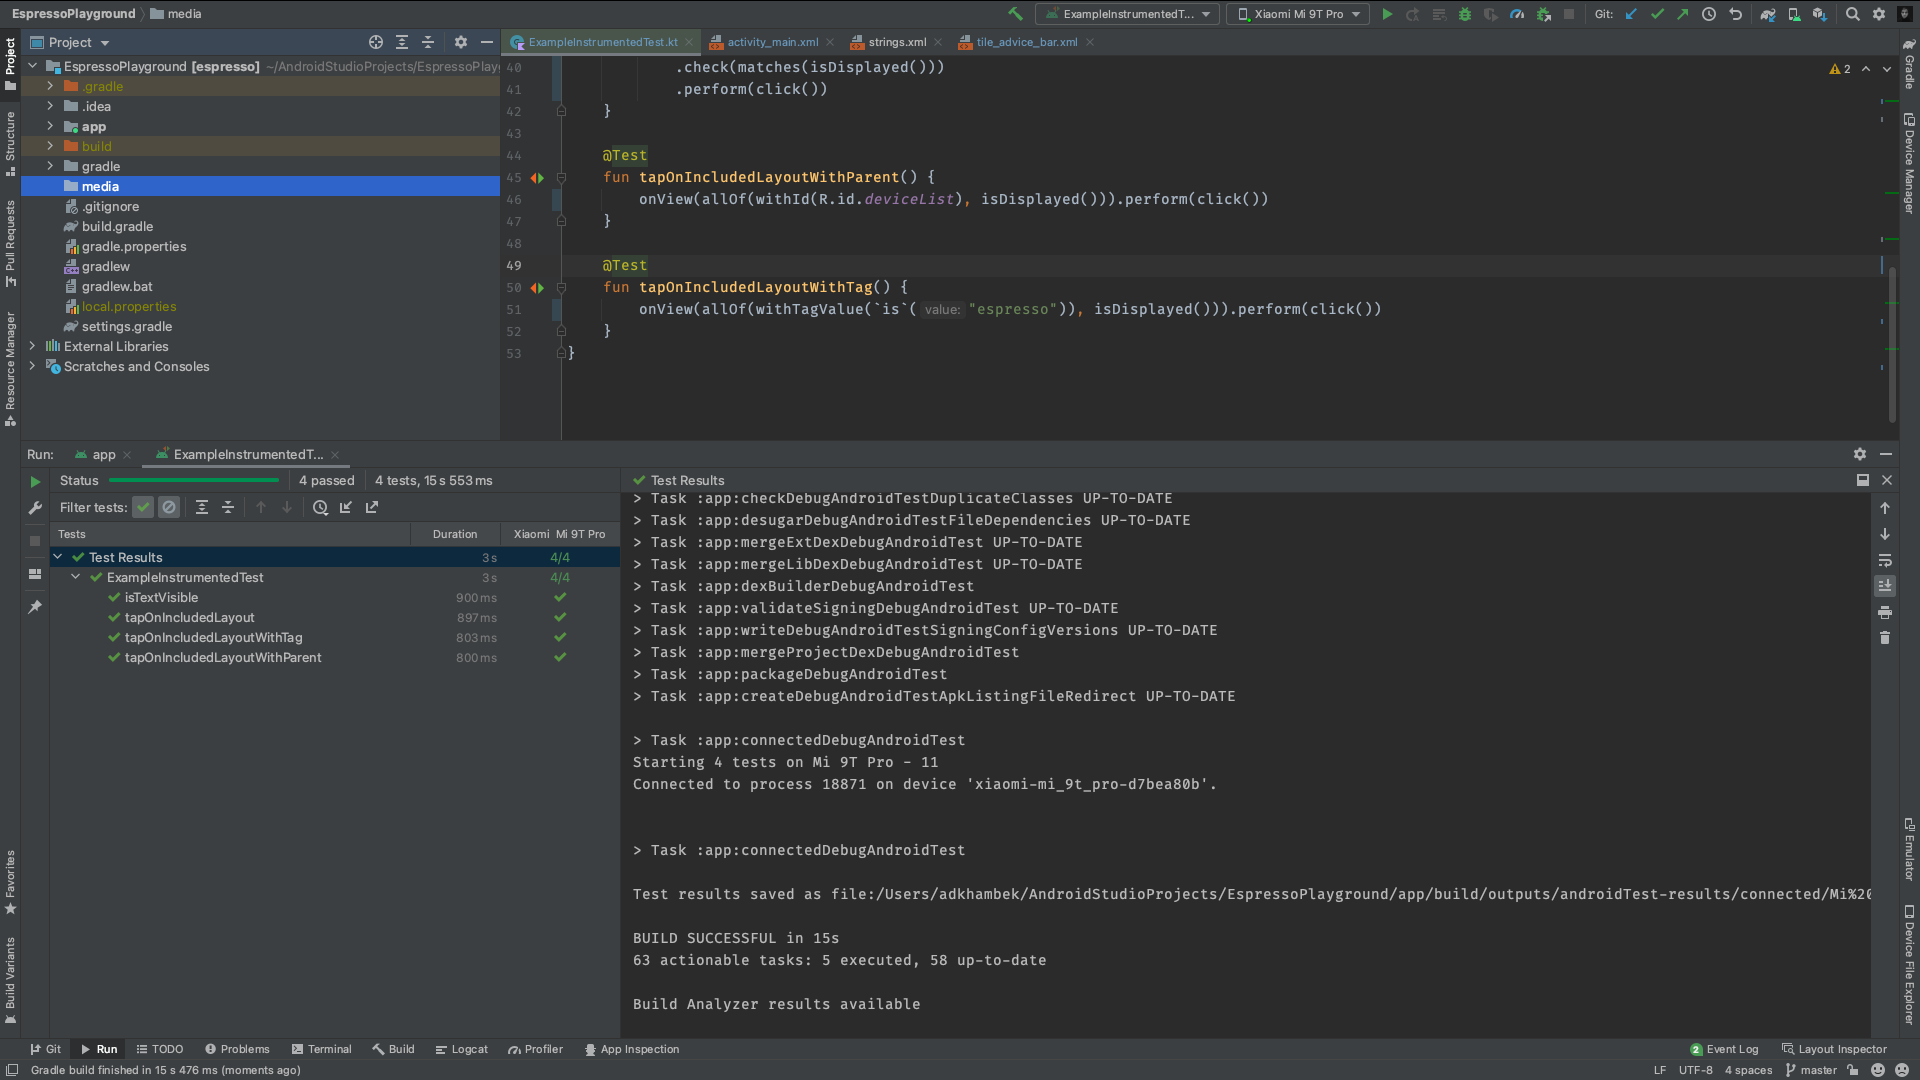 EspressoPlayground media ExampleInstrumentedT... Xiaomi Mi 9T Pro Git:
Project ExampleInstrumentedTest.kt activity_main.xml strings.xml tile_advice_bar.xml
EspressoPlayground [espresso] ~/AndroidStudioProjects/EspressoPlay
.gradle
.idea
app
build
gradle
media
.gitignore
build.gradle
gradle.properties
gradlew
gradlew.bat
local.properties
settings.gradle
External Libraries
Scratches and Consoles
40 .check(matches(isDisplayed()))
41 .perform(click())
42 }
43
44 @Test
45 fun tapOnIncludedLayoutWithParent() {
46 onView(allOf(withId(R.id.deviceList), isDisplayed())).perform(click())
47 }
48
49 @Test
50 fun tapOnIncludedLayoutWithTag() {
51 onView(allOf(withTagValue(`is`( value: "espresso")), isDisplayed())).perform(click())
52 }
53 }
2
Project
Structure
Pull Requests
Resource Manager
Favorites
Build Variants
Gradle
Device Manager
Emulator
Device File Explorer
Run: app ExampleInstrumentedT...
Status 4 passed 4 tests, 15 s 553 ms
Filter tests:
Tests Duration Xiaomi Mi 9T Pro
Test Results 3 s 4/4
ExampleInstrumentedTest 3 s 4/4
isTextVisible 900 ms
tapOnIncludedLayout 897 ms
tapOnIncludedLayoutWithTag 803 ms
tapOnIncludedLayoutWithParent 800 ms
Test Results
> Task :app:checkDebugAndroidTestDuplicateClasses UP-TO-DATE
> Task :app:desugarDebugAndroidTestFileDependencies UP-TO-DATE
> Task :app:mergeExtDexDebugAndroidTest UP-TO-DATE
> Task :app:mergeLibDexDebugAndroidTest UP-TO-DATE
> Task :app:dexBuilderDebugAndroidTest
> Task :app:validateSigningDebugAndroidTest UP-TO-DATE
> Task :app:writeDebugAndroidTestSigningConfigVersions UP-TO-DATE
> Task :app:mergeProjectDexDebugAndroidTest
> Task :app:packageDebugAndroidTest
> Task :app:createDebugAndroidTestApkListingFileRedirect UP-TO-DATE
> Task :app:connectedDebugAndroidTest
Starting 4 tests on Mi 9T Pro - 11
Connected to process 18871 on device 'xiaomi-mi_9t_pro-d7bea80b'.
> Task :app:connectedDebugAndroidTest
Test results saved as file:/Users/adkhambek/AndroidStudioProjects/EspressoPlayground/app/build/outputs/androidTest-results/connected/Mi%20
BUILD SUCCESSFUL in 15s
63 actionable tasks: 5 executed, 58 up-to-date
Build Analyzer results available
Git Run TODO Problems Terminal Build Logcat Profiler App Inspection 2 Event Log Layout Inspector
Gradle build finished in 15 s 476 ms (moments ago) LF UTF-8 4 spaces master